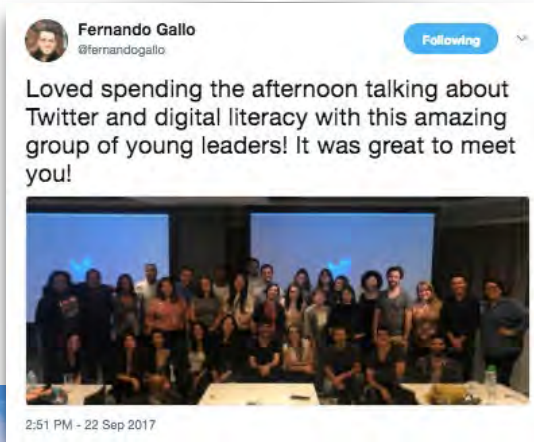 Fernando Gallo
@fernandogallo
Following
Loved spending the afternoon talking about
Twitter and digital literacy with this amazing
group of young leaders! It was great to meet
you!
2:51 PM - 22 Sep 2017